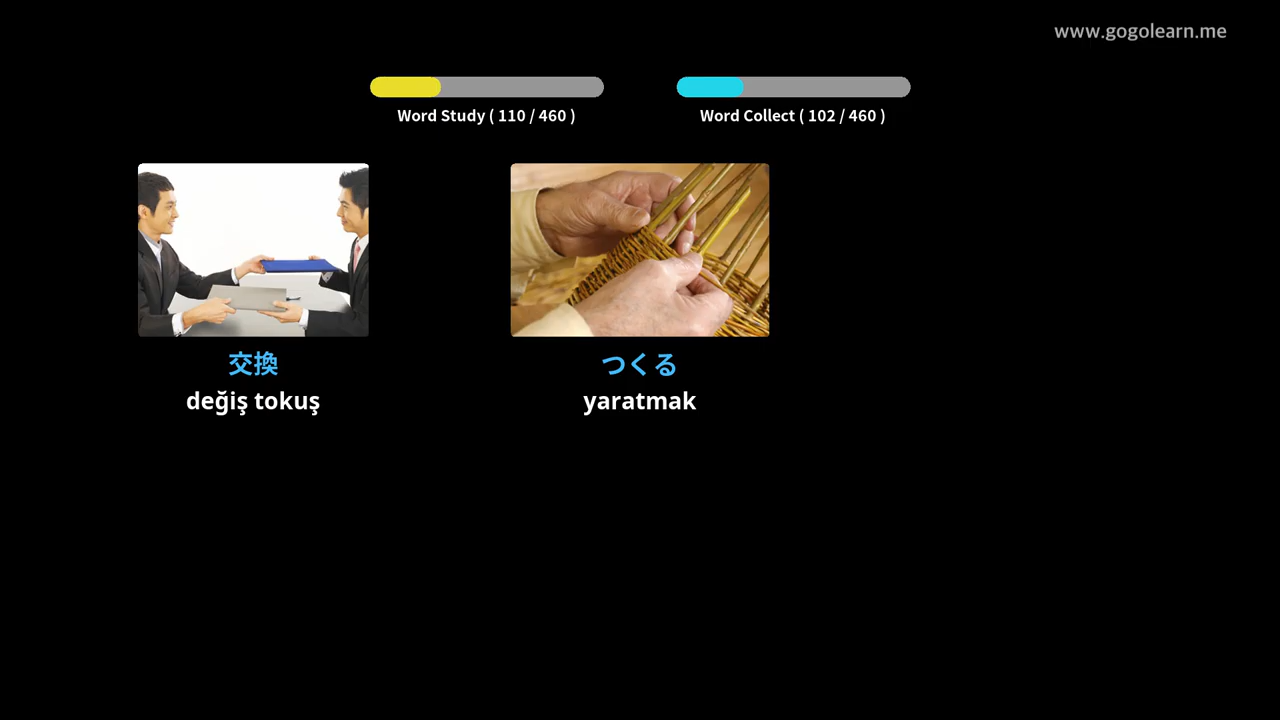 www.gogolearn.me
Word Study ( 110 / 460 )
Word Collect ( 102 / 460 )
交換
değiş tokuş
つくる
yaratmak